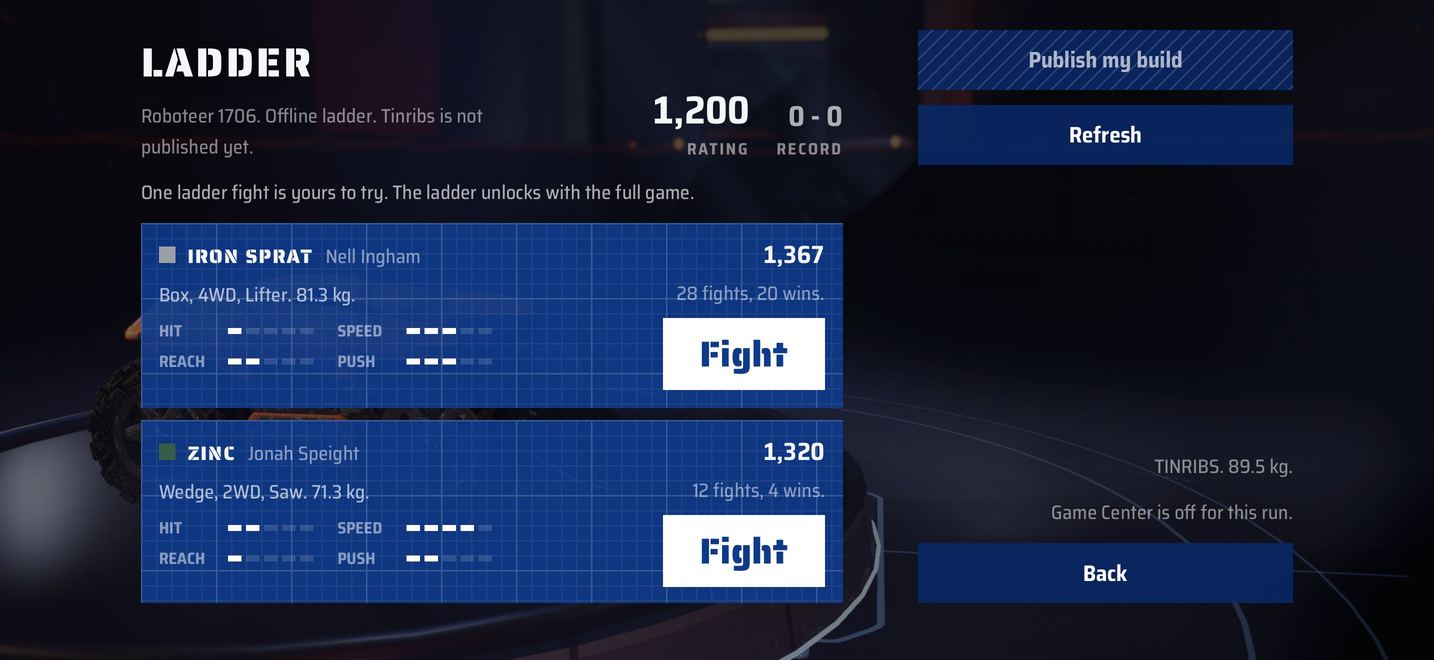 LADDER
Roboteer 1706. Offline ladder. Tinribs is not
published yet.
1,200
RATING
0 - 0
RECORD
One ladder fight is yours to try. The ladder unlocks with the full game.
IRON SPRAT Nell Ingham 1,367
Box, 4WD, Lifter. 81.3 kg. 28 fights, 20 wins.
HIT SPEED
REACH PUSH
Fight
ZINC Jonah Speight 1,320
Wedge, 2WD, Saw. 71.3 kg. 12 fights, 4 wins.
HIT SPEED
REACH PUSH
Fight
Publish my build
Refresh
TINRIBS. 89.5 kg.
Game Center is off for this run.
Back